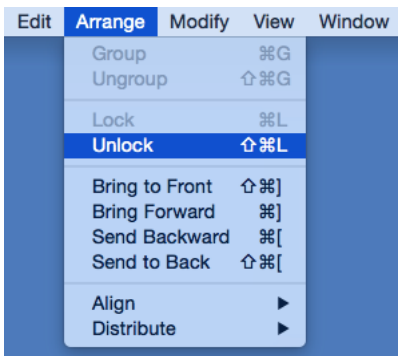 Edit Arrange Modify View Window
Group ⌘G
Ungroup ⇧⌘G
Lock ⌘L
Unlock ⇧⌘L
Bring to Front ⇧⌘]
Bring Forward ⌘]
Send Backward ⌘[
Send to Back ⇧⌘[
Align ▶
Distribute ▶